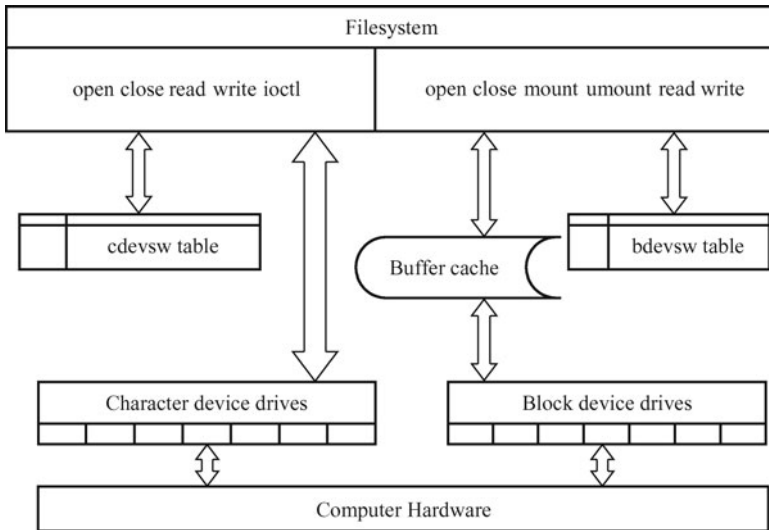 Filesystem
open close read write ioctl
open close mount umount read write
cdevsw table
Buffer cache
bdevsw table
Character device drives
Block device drives
Computer Hardware